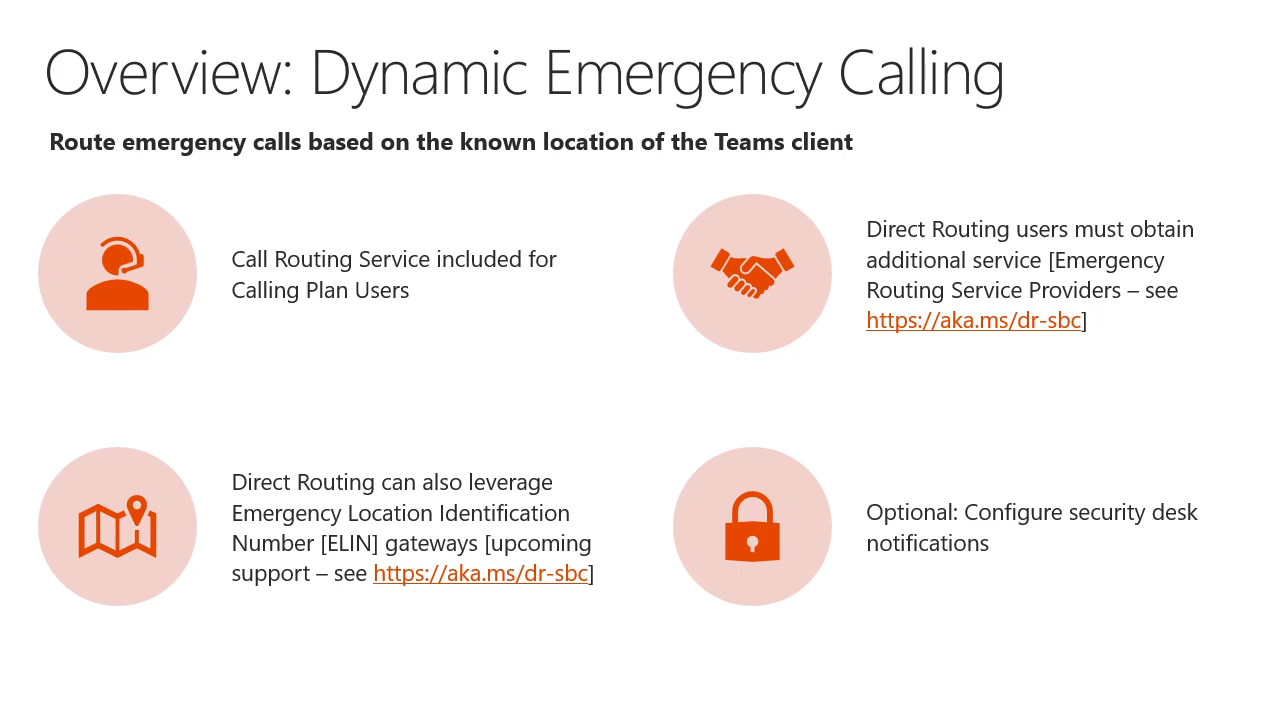 Overview: Dynamic Emergency Calling
Route emergency calls based on the known location of the Teams client
Call Routing Service included for
Calling Plan Users
Direct Routing users must obtain
additional service [Emergency
Routing Service Providers – see
https://aka.ms/dr-sbc]
Direct Routing can also leverage
Emergency Location Identification
Number [ELIN] gateways [upcoming
support – see https://aka.ms/dr-sbc]
Optional: Configure security desk
notifications